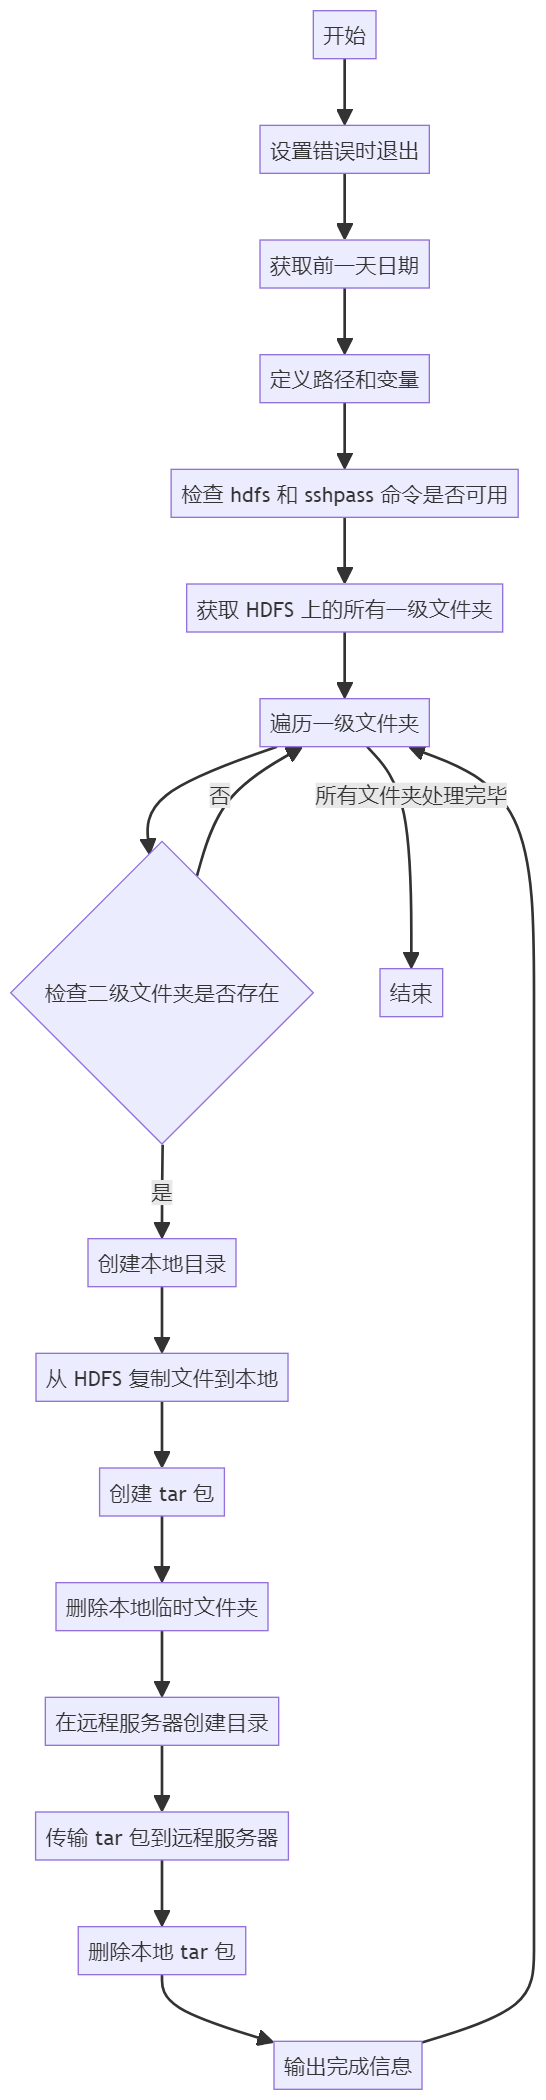 开始
设置错误时退出
获取前一天日期
定义路径和变量
检查 hdfs 和 sshpass 命令是否可用
获取 HDFS 上的所有一级文件夹
遍历一级文件夹
否
所有文件夹处理完毕
检查二级文件夹是否存在
结束
是
创建本地目录
从 HDFS 复制文件到本地
创建 tar 包
删除本地临时文件夹
在远程服务器创建目录
传输 tar 包到远程服务器
删除本地 tar 包
输出完成信息